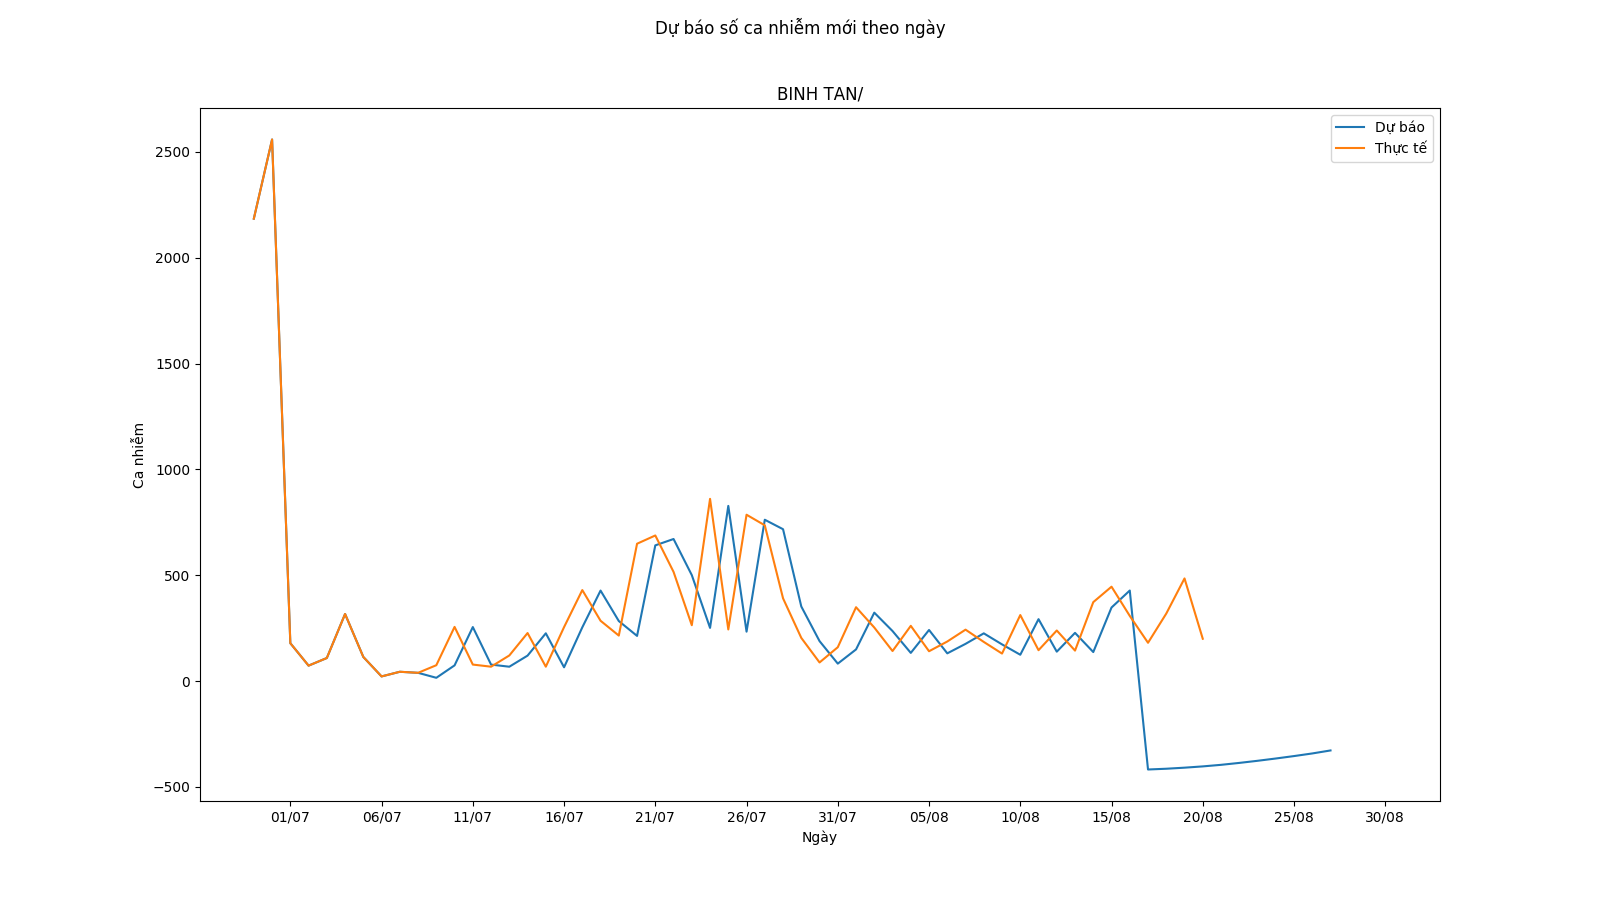 Dự báo số ca nhiễm mới theo ngày
BINH TAN/
Dự báo
Thực tế
2500
2000
1500
1000
500
0
−500
Ca nhiễm
01/07 06/07 11/07 16/07 21/07 26/07 31/07 05/08 10/08 15/08 20/08 25/08 30/08
Ngày